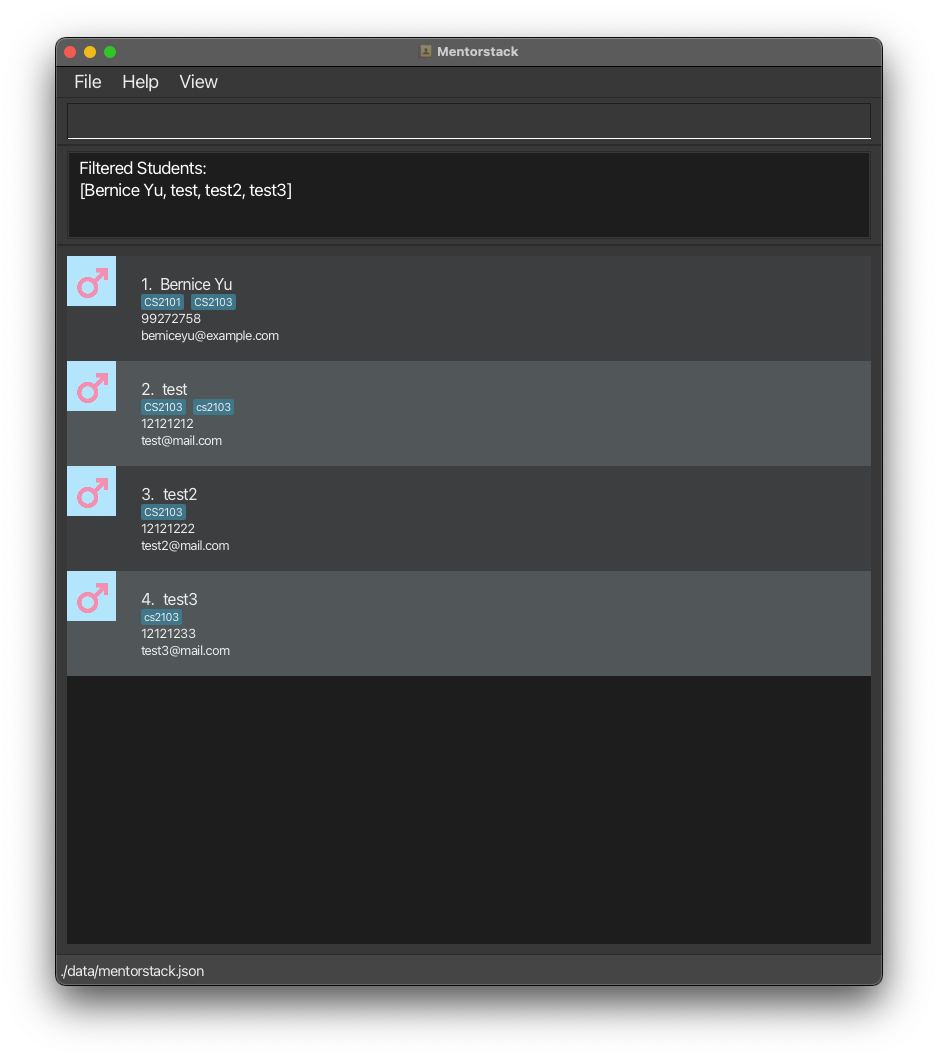 Mentorstack
File Help View
Filtered Students:
[Bernice Yu, test, test2, test3]
1. Bernice Yu
CS2101 CS2103
99272758
berniceyu@example.com
2. test
CS2103 cs2103
12121212
test@mail.com
3. test2
CS2103
12121222
test2@mail.com
4. test3
cs2103
12121233
test3@mail.com
./data/mentorstack.json